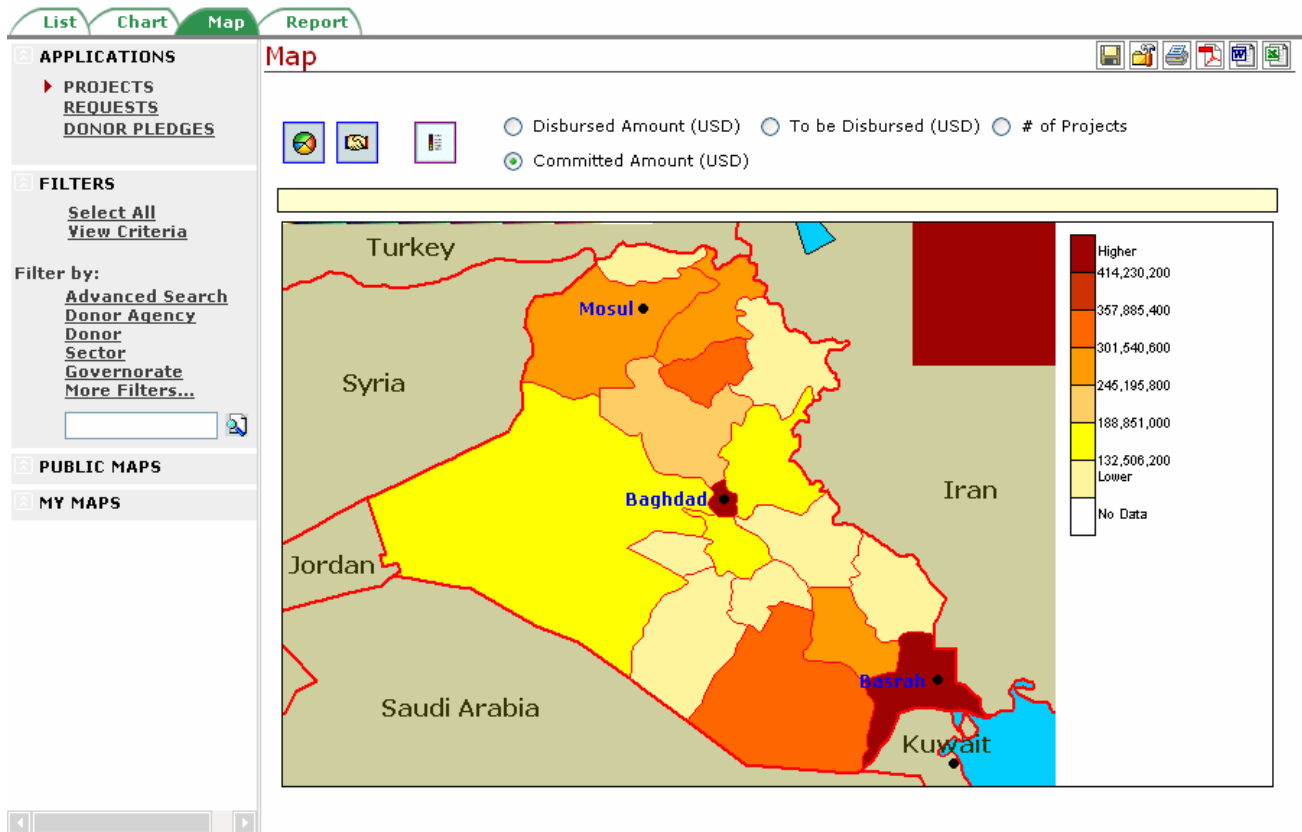 List Chart Map Report
APPLICATIONS
PROJECTS
REQUESTS
DONOR PLEDGES
FILTERS
Select All
View Criteria
Filter by:
Advanced Search
Donor Agency
Donor
Sector
Governorate
More Filters...
PUBLIC MAPS
MY MAPS
Map
Disbursed Amount (USD) To be Disbursed (USD) # of Projects
Committed Amount (USD)
Turkey
Mosul
Syria
Baghdad
Iran
Jordan
Basrah
Saudi Arabia
Kuwait
Higher
414,230,200
357,885,400
301,540,600
245,195,800
188,851,000
132,506,200
Lower
No Data